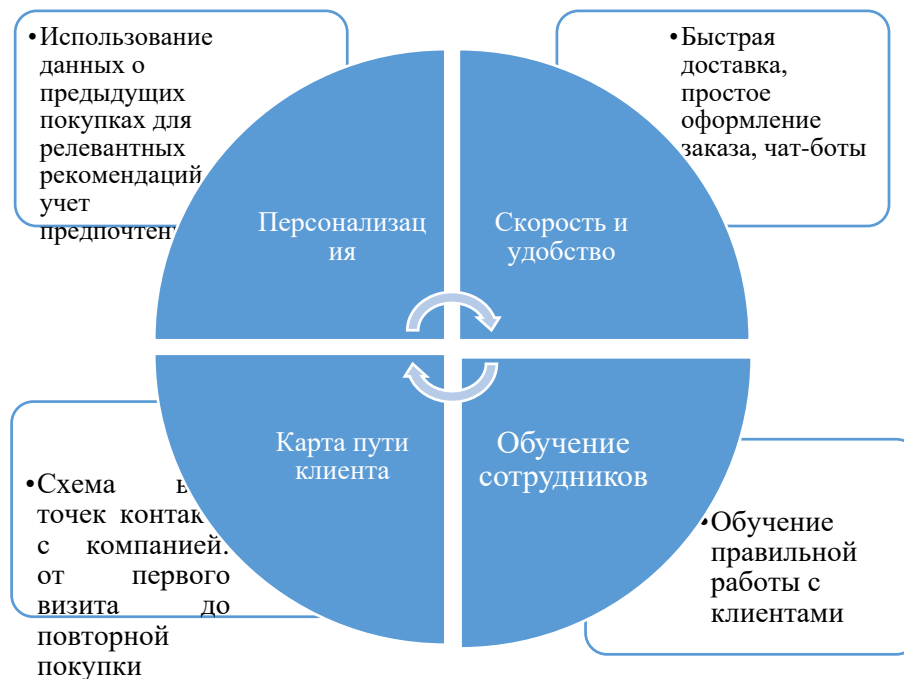 •Использование
данных о
предыдущих
покупках для
релевантных
рекомендаций
учет
•Быстрая
доставка,
простое
оформление
заказа, чат-боты
Персонализац
ия
Скорость и
удобство
Карта пути
клиента
Обучение
сотрудников
•Схема
точек
с компанией.
от первого
визита до
повторной
покупки
•Обучение
правильной
работы с
клиентами